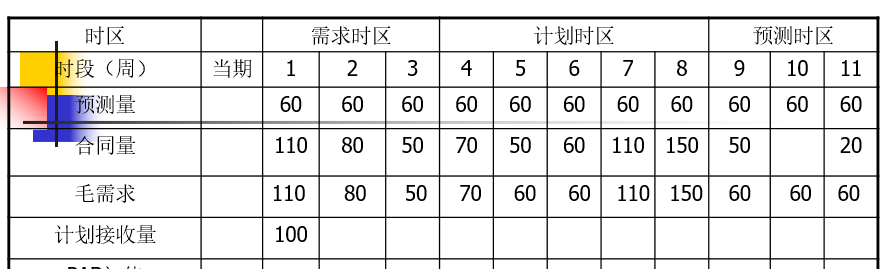 时区 需求时区 计划时区 预测时区
时段（周） 当期 1 2 3 4 5 6 7 8 9 10 11
预测量 60 60 60 60 60 60 60 60 60 60 60
合同量 110 80 50 70 50 60 110 150 50 20
毛需求 110 80 50 70 60 60 110 150 60 60 60
计划接收量 100